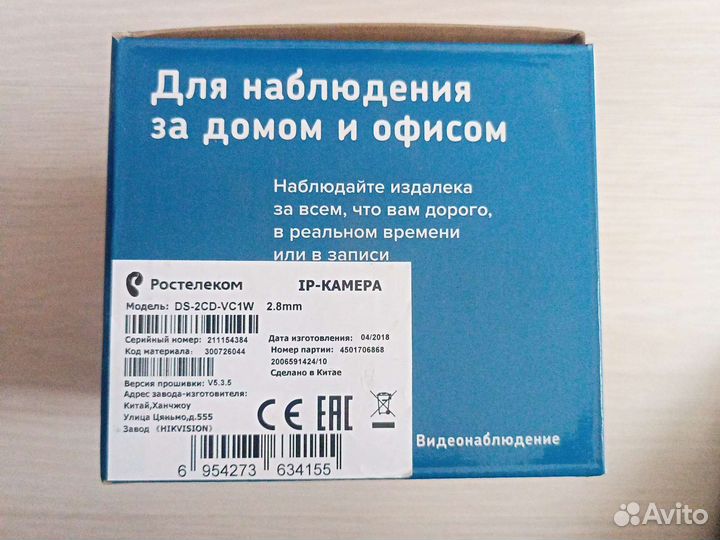 Для наблюдения
за домом и офисом
Наблюдайте издалека
за всем, что вам дорого,
в реальном времени
или в записи
Ростелеком IP-КАМЕРА
Модель: DS-2CD-VC1W 2.8mm
Серийный номер: 211154384
Код материала: 300726044
Дата изготовления: 04/2018
Номер партии: 4501706868
2006591424/10
Сделано в Китае
Версия прошивки: V5.3.5
Адрес завода-изготовителя:
Китай,Ханчжоу
Улица Цяньмо,д.555
Завод 《HIKVISION》
CE EAC
6 954273 634155
Видеонаблюдение
Avito